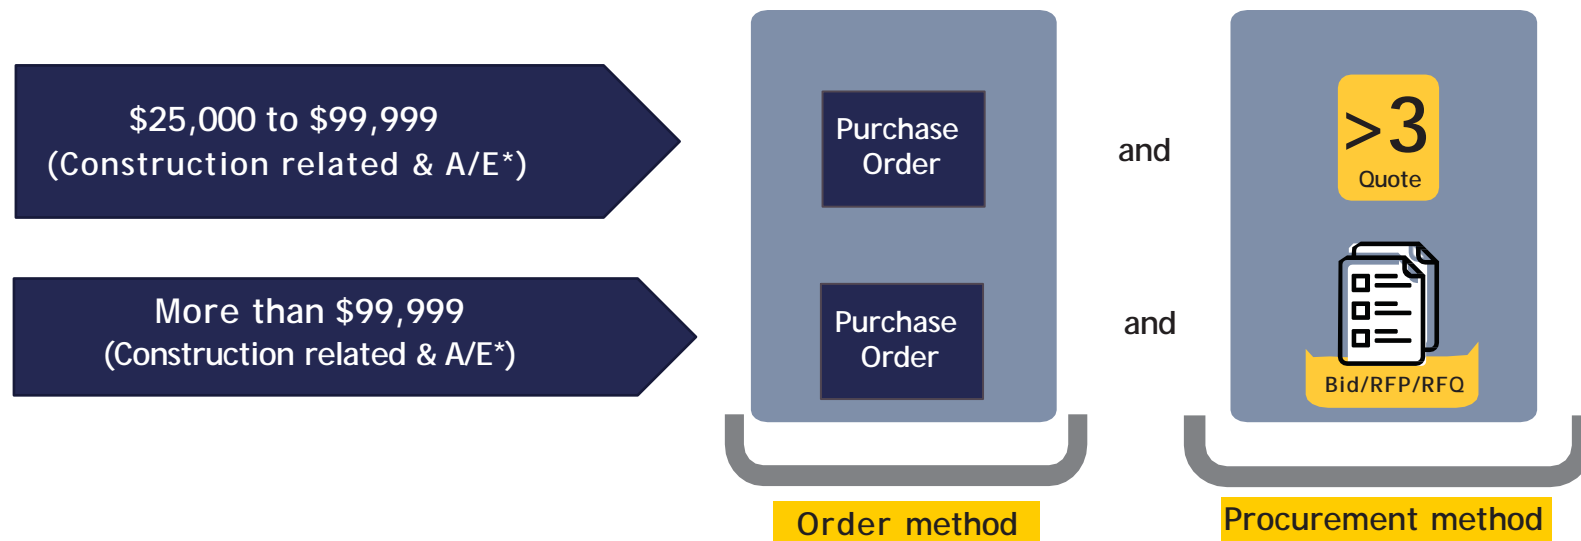 $25,000 to $99,999
(Construction related & A/E*)
Purchase
Order
and
>3
Quote
More than $99,999
(Construction related & A/E*)
Purchase
Order
and
Bid/RFP/RFQ
Order method
Procurement method